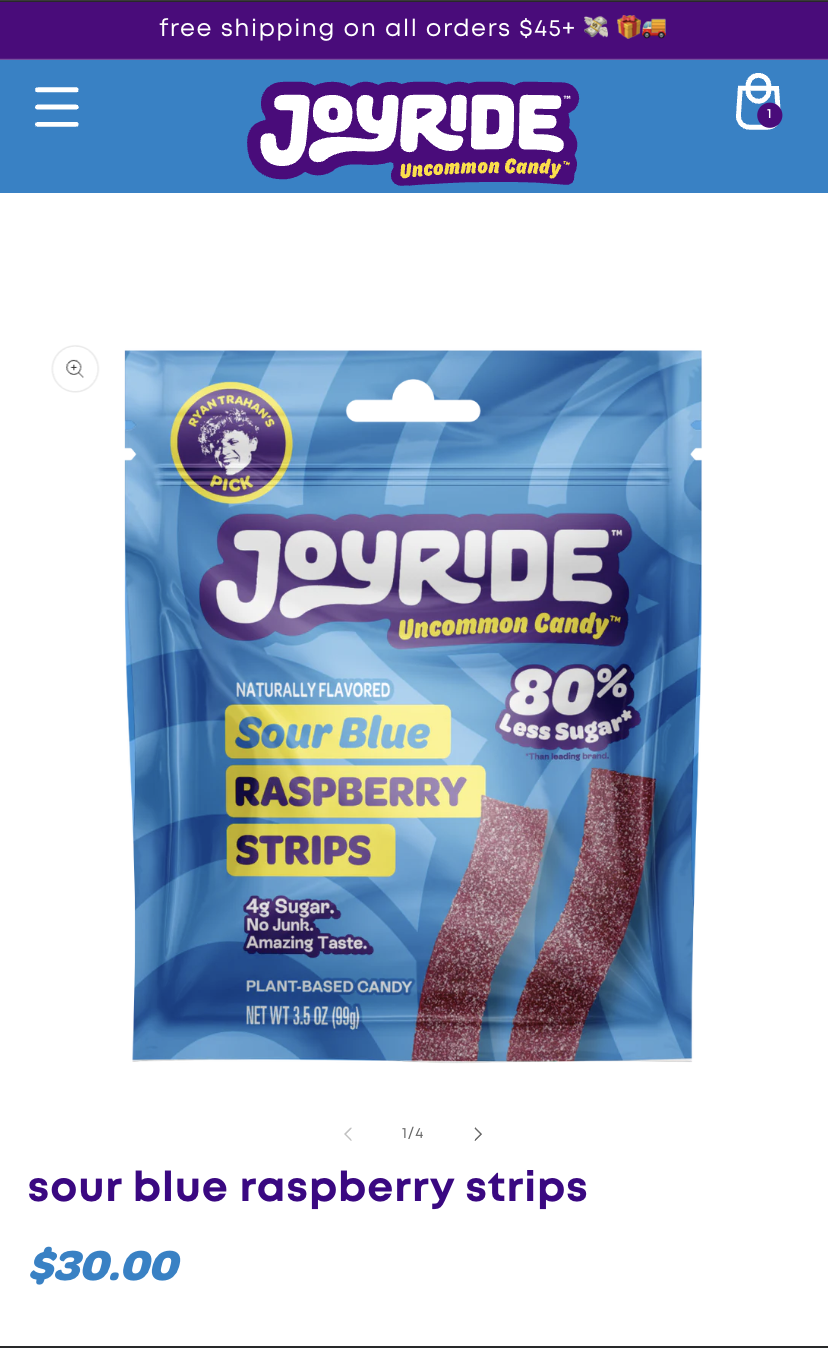 free shipping on all orders $45+ 💸 🎁🚚
JOYRIDE™
Uncommon Candy™
1
RYAN TRAHAN'S
PICK
JOYRIDE™
Uncommon Candy™
NATURALLY FLAVORED
Sour Blue
RASPBERRY
STRIPS
80%
Less Sugar*
*Than leading brand.
4g Sugar.
No Junk.
Amazing Taste.
PLANT-BASED CANDY
NET WT 3.5 OZ (99g)
1/4
sour blue raspberry strips
$30.00